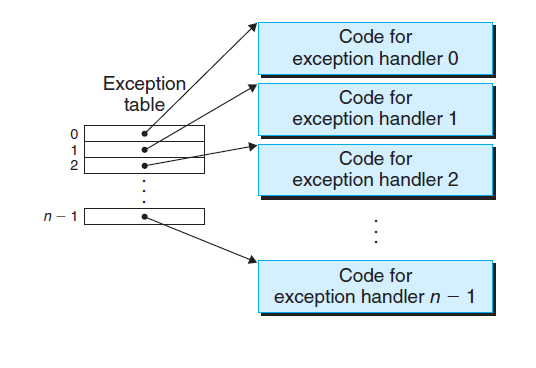 Exception
table
0
1
2
n – 1
Code for
exception handler 0
Code for
exception handler 1
Code for
exception handler 2
Code for
exception handler n – 1